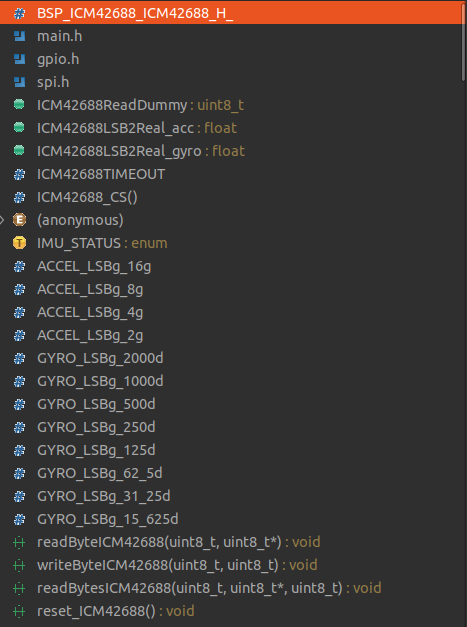 BSP_ICM42688_ICM42688_H_
main.h
gpio.h
spi.h
ICM42688ReadDummy : uint8_t
ICM42688LSB2Real_acc : float
ICM42688LSB2Real_gyro : float
ICM42688TIMEOUT
ICM42688_CS()
(anonymous)
IMU_STATUS : enum
ACCEL_LSBg_16g
ACCEL_LSBg_8g
ACCEL_LSBg_4g
ACCEL_LSBg_2g
GYRO_LSBg_2000d
GYRO_LSBg_1000d
GYRO_LSBg_500d
GYRO_LSBg_250d
GYRO_LSBg_125d
GYRO_LSBg_62_5d
GYRO_LSBg_31_25d
GYRO_LSBg_15_625d
readByteICM42688(uint8_t, uint8_t*) : void
writeByteICM42688(uint8_t, uint8_t) : void
readBytesICM42688(uint8_t, uint8_t*, uint8_t) : void
reset_ICM42688() : void